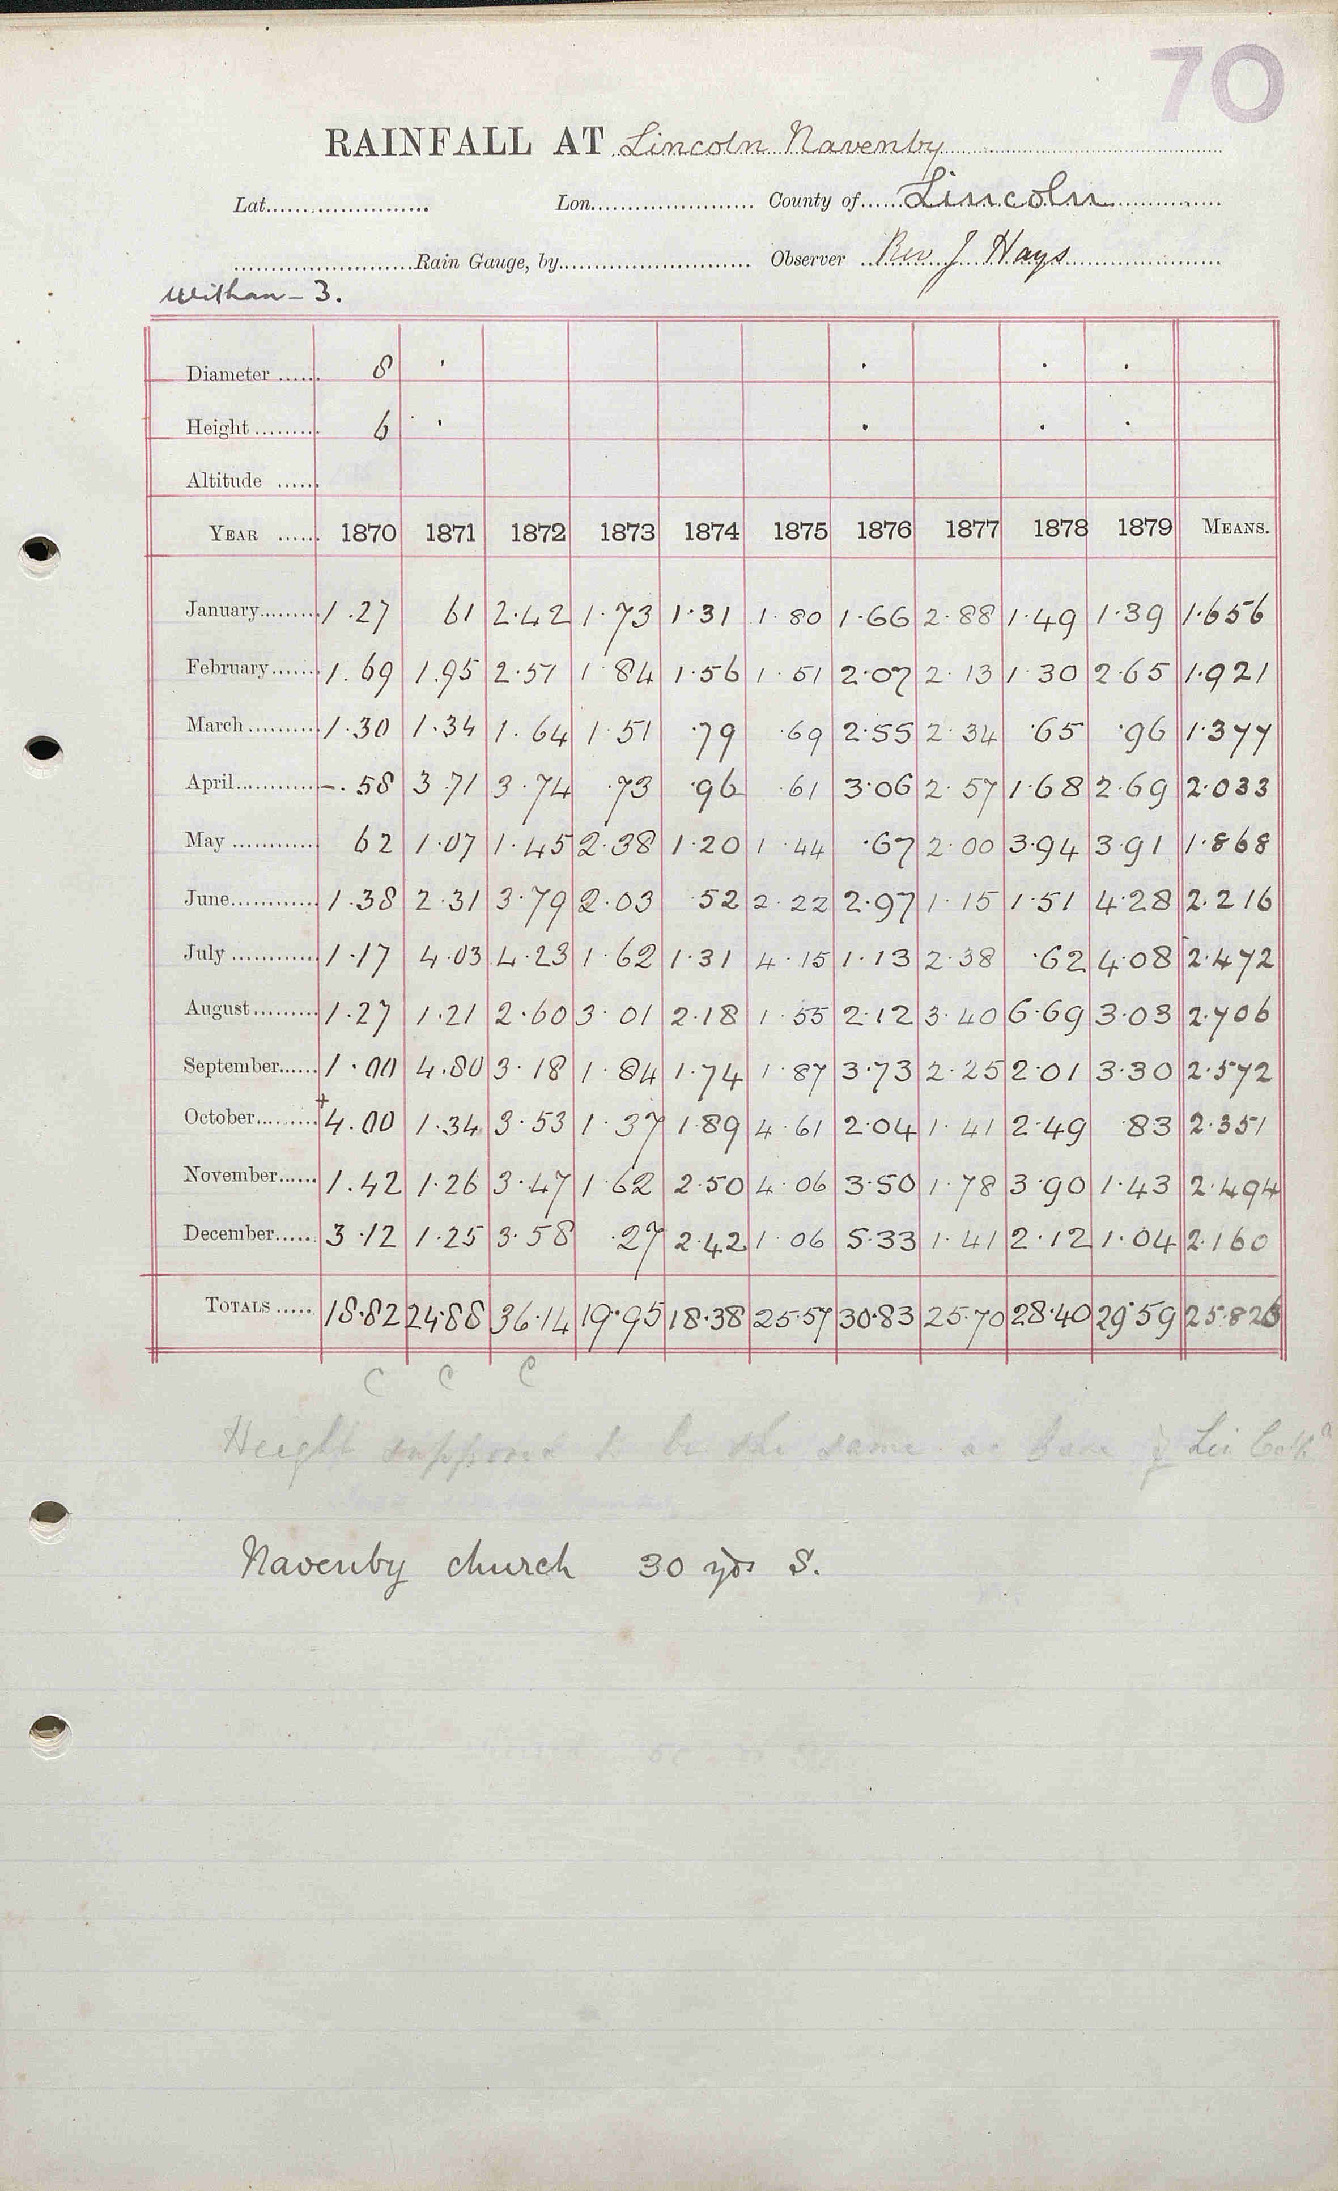 70
RAINFALL AT Lincoln Navenby
Lat. Lon. County of Lincoln
Rain Gauge, by Observer Rev J Hays
Witham - 3.
Diameter 8
Height 6
Altitude
YEAR 1870 1871 1872 1873 1874 1875 1876 1877 1878 1879 MEANS.
January 1.27 61 2.42 1.73 1.31 1.80 1.66 2.88 1.49 1.39 1.656
February 1.69 1.95 2.51 1 84 1.56 1.51 2.07 2.13 1 30 2.65 1.921
March 1.30 1.34 1.64 1.51 .79 .69 2.55 2.34 .65 .96 1.377
April -.58 3.71 3.74 .73 .96 .61 3.06 2.57 1.68 2.69 2.033
May 62 1.07 1.45 2.38 1.20 1.44 .67 2.00 3.94 3.91 1.868
June 1.38 2.31 3.79 2.03 .52 2.22 2.97 1.15 1.51 4.28 2.216
July 1.17 4.03 4.23 1.62 1.31 4.15 1.13 2.38 .62 4.08 2.472
August 1.27 1.21 2.60 3.01 2.18 1.55 2.12 3.40 6.69 3.03 2.706
September 1.00 4.80 3.18 1.84 1.74 1.87 3.73 2.25 2.01 3.30 2.572
October +4.00 1.34 3.53 1.37 1.89 4.61 2.04 1.41 2.49 83 2.351
November 1.42 1.26 3.47 1.62 2.50 4.06 3.50 1.78 3.90 1.43 2.494
December 3.12 1.25 3.58 .27 2.42 1.06 5.33 1.41 2.12 1.04 2.160
TOTALS 18.82 24.88 36.14 19.95 18.38 25.57 30.83 25.70 28.40 29.59 25.826
C C C
Height supposed to be the same as base of
Navenby church 30 yds S.